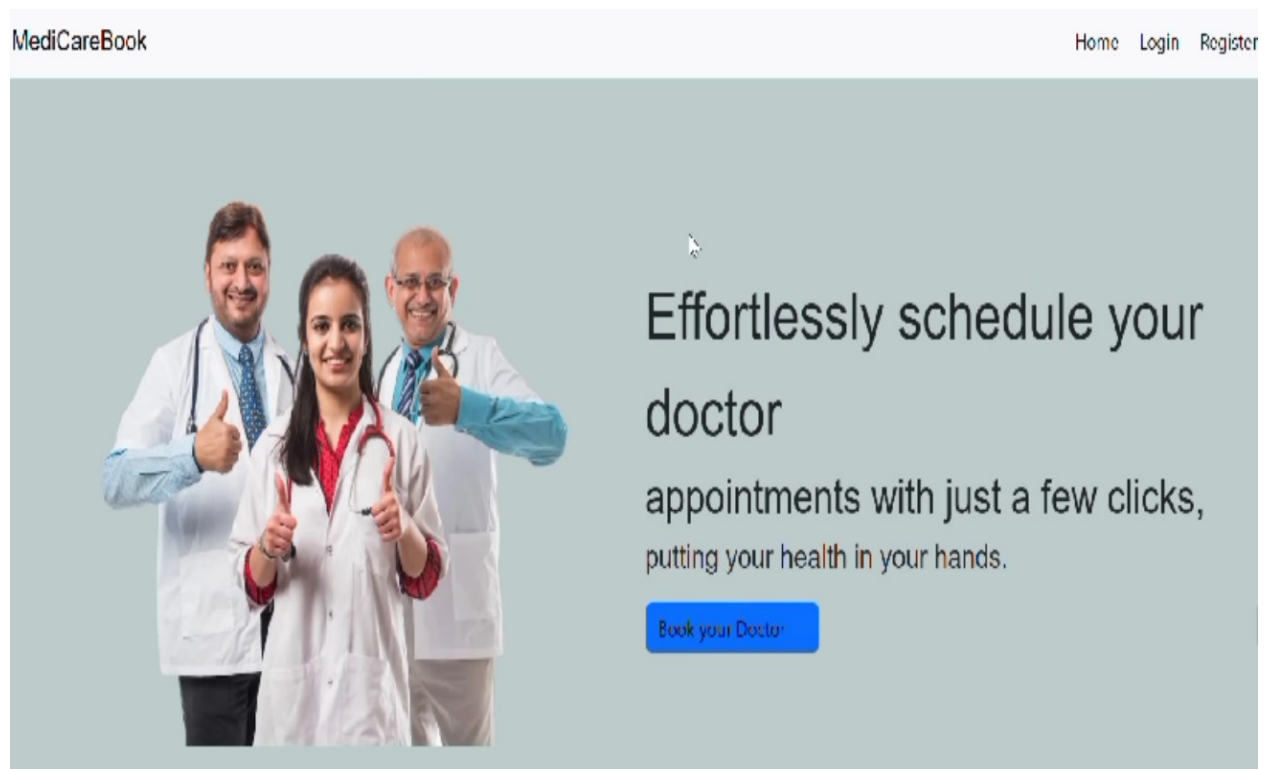 MediCareBook
Home Login Register
Effortlessly schedule your
doctor
appointments with just a few clicks,
putting your health in your hands.
Book your Doctor